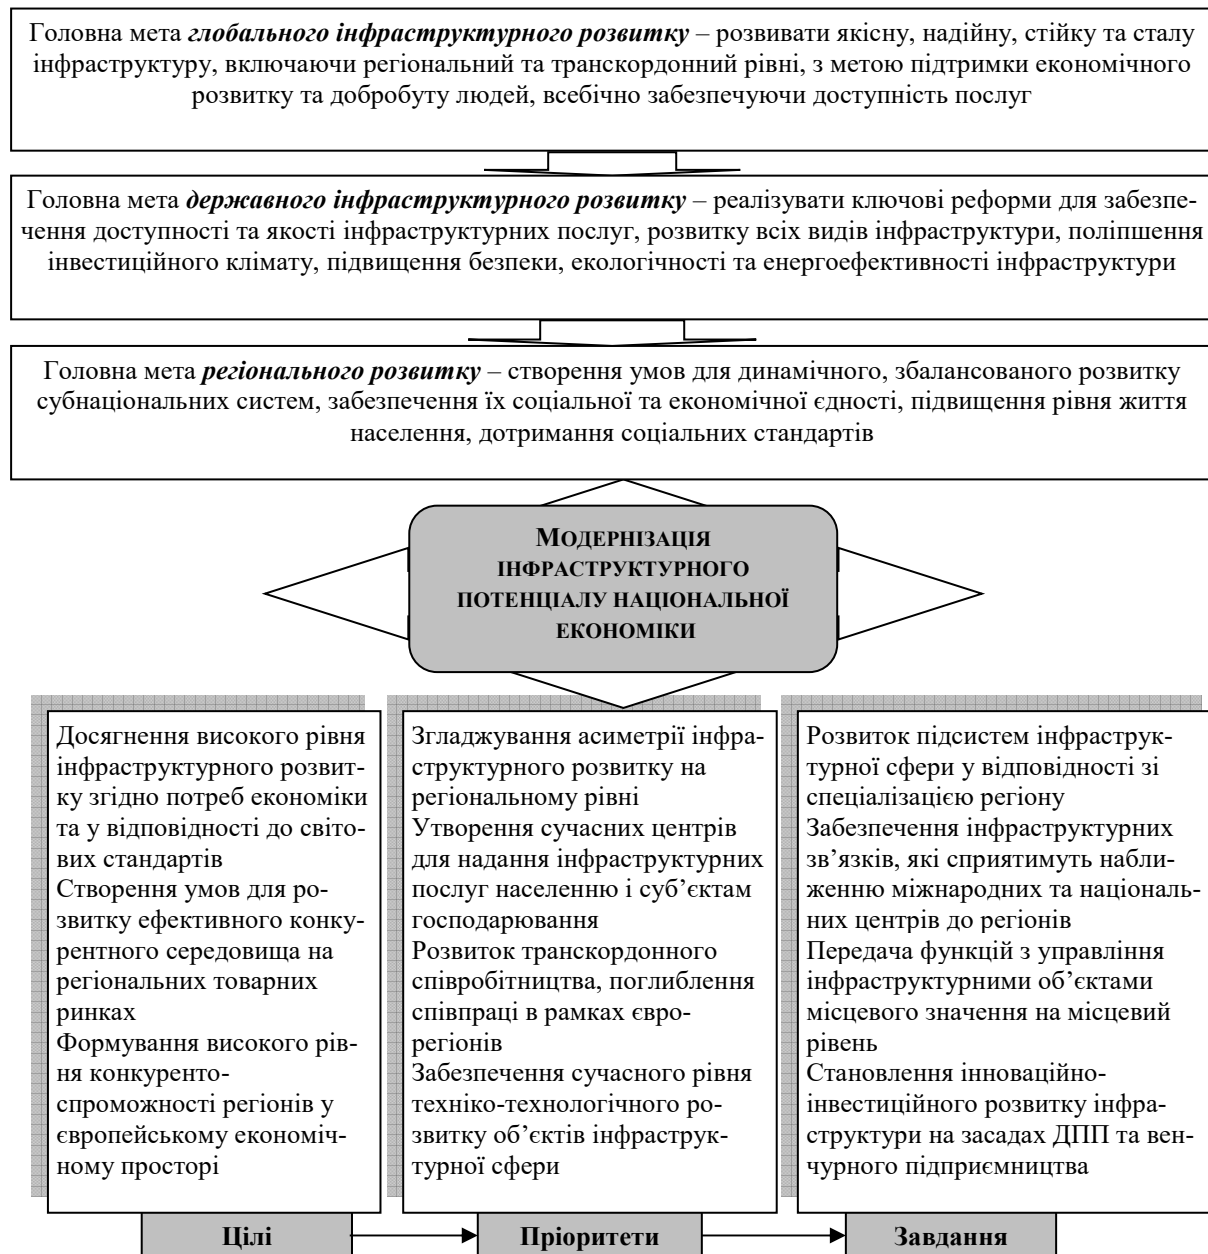 Головна мета глобального інфраструктурного розвитку – розвивати якісну, надійну, стійку та сталу
інфраструктуру, включаючи регіональний та транскордонний рівні, з метою підтримки економічного
розвитку та добробуту людей, всебічно забезпечуючи доступність послуг
Головна мета державного інфраструктурного розвитку – реалізувати ключові реформи для забезпе-
чення доступності та якості інфраструктурних послуг, розвитку всіх видів інфраструктури, поліпшення
інвестиційного клімату, підвищення безпеки, екологічності та енергоефективності інфраструктури
Головна мета регіонального розвитку – створення умов для динамічного, збалансованого розвитку
субнаціональних систем, забезпечення їх соціальної та економічної єдності, підвищення рівня життя
населення, дотримання соціальних стандартів
МОДЕРНІЗАЦІЯ
ІНФРАСТРУКТУРНОГО
ПОТЕНЦІАЛУ НАЦІОНАЛЬНОЇ
ЕКОНОМІКИ
Досягнення високого рівня
інфраструктурного розвит-
ку згідно потреб економіки
та у відповідності до світо-
вих стандартів
Створення умов для ро-
звитку ефективного конку-
рентного середовища на
регіональних товарних
ринках
Формування високого рів-
ня конкуренто-
спроможності регіонів у
європейському економіч-
ному просторі
Згладжування асиметрії інфра-
структурного розвитку на
регіональному рівні
Утворення сучасних центрів
для надання інфраструктурних
послуг населенню і суб’єктам
господарювання
Розвиток транскордонного
співробітництва, поглиблення
співпраці в рамках євро-
регіонів
Забезпечення сучасного рівня
техніко-технологічного ро-
звитку об’єктів інфраструк-
турної сфери
Розвиток підсистем інфраструк-
турної сфери у відповідності зі
спеціалізацією регіону
Забезпечення інфраструктурних
зв’язків, які сприятимуть набли-
женню міжнародних та національ-
них центрів до регіонів
Передача функцій з управління
інфраструктурними об’єктами
місцевого значення на місцевий
рівень
Становлення інноваційно-
інвестиційного розвитку інфра-
структури на засадах ДПП та вен-
чурного підприємництва
Цілі
Пріоритети
Завдання